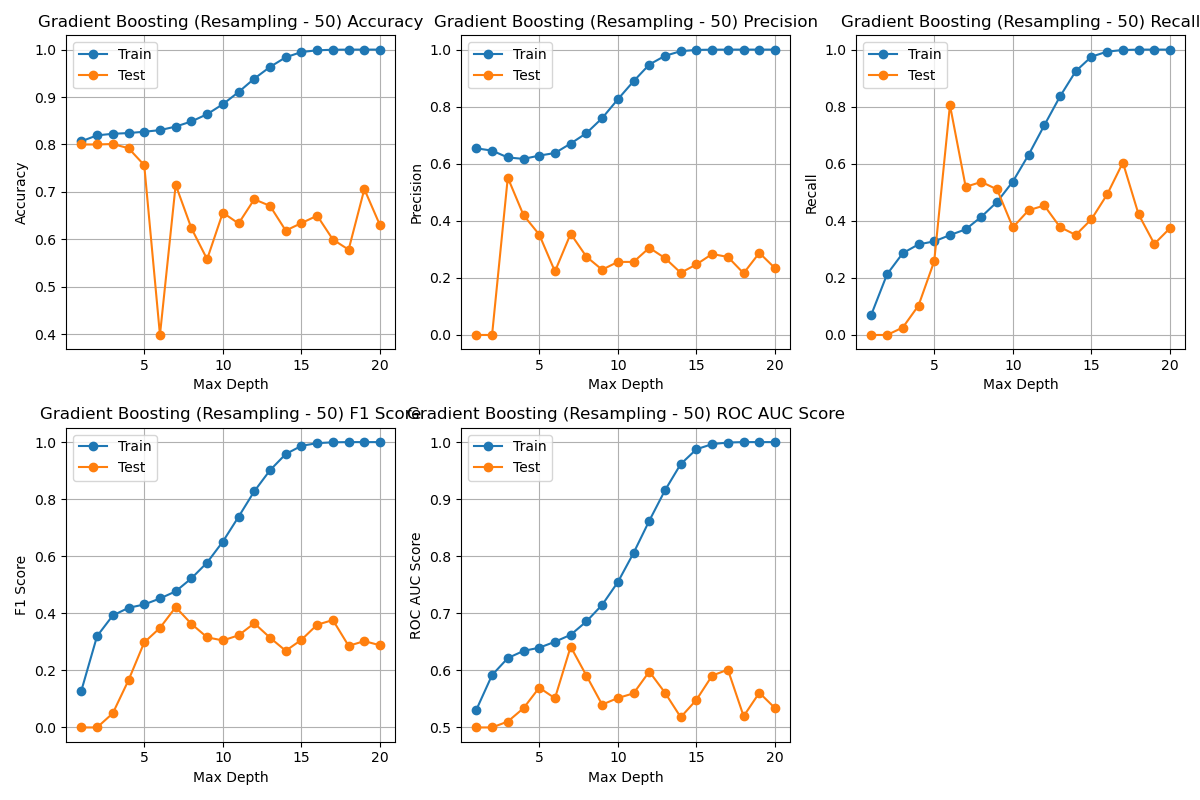 Gradient Boosting (Resampling - 50) Accuracy
Train
Test
1.0
0.9
0.8
0.7
0.6
0.5
0.4
Accuracy
5
10
15
20
Max Depth
Gradient Boosting (Resampling - 50) Precision
Train
Test
1.0
0.8
0.6
0.4
0.2
0.0
Precision
5
10
15
20
Max Depth
Gradient Boosting (Resampling - 50) Recall
Train
Test
1.0
0.8
0.6
0.4
0.2
0.0
Recall
5
10
15
20
Max Depth
Gradient Boosting (Resampling - 50) F1 Score
Train
Test
1.0
0.8
0.6
0.4
0.2
0.0
F1 Score
5
10
15
20
Max Depth
Gradient Boosting (Resampling - 50) ROC AUC Score
Train
Test
1.0
0.9
0.8
0.7
0.6
0.5
ROC AUC Score
5
10
15
20
Max Depth